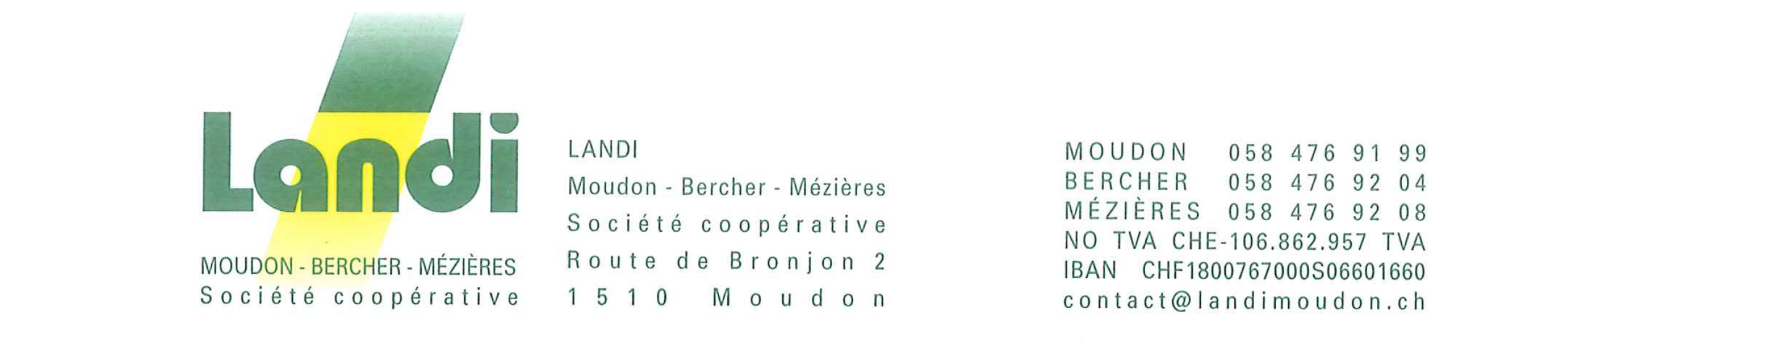 Landi
MOUDON - BERCHER - MÉZIÈRES
Société coopérative
LANDI
Moudon - Bercher - Mézières
Société coopérative
Route de Bronjon 2
1510 Moudon
MOUDON 058 476 91 99
BERCHER 058 476 92 04
MÉZIÈRES 058 476 92 08
NO TVA CHE-106.862.957 TVA
IBAN CHF1800767000S06601660
contact@landimoudon.ch